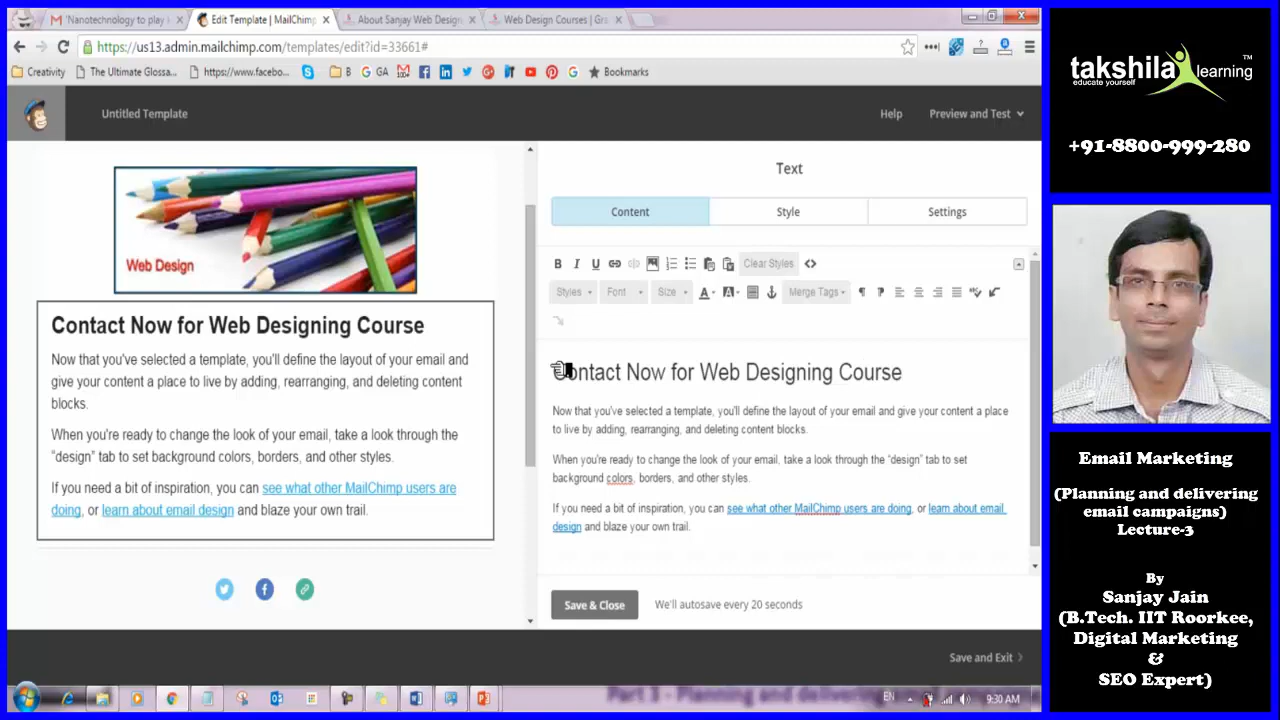 'Nanotechnology to play i
Edit Template | MailChimp
About Sanjay Web Design
Web Design Courses | Gra
https://us13.admin.mailchimp.com/templates/edit?id=33661#
Creativity
The Ultimate Glossa...
https://www.facebo...
B
GA
Bookmarks
Untitled Template
Help
Preview and Test
Web Design
Contact Now for Web Designing Course
Now that you've selected a template, you'll define the layout of your email and
give your content a place to live by adding, rearranging, and deleting content
blocks.
When you're ready to change the look of your email, take a look through the
“design” tab to set background colors, borders, and other styles.
If you need a bit of inspiration, you can see what other MailChimp users are
doing, or learn about email design and blaze your own trail.
Text
Content
Style
Settings
B I U
Clear Styles
Styles
Font
Size
A
A
Merge Tags
Contact Now for Web Designing Course
Now that you've selected a template, you'll define the layout of your email and give your content a place
to live by adding, rearranging, and deleting content blocks.
When you're ready to change the look of your email, take a look through the “design” tab to set
background colors, borders, and other styles.
If you need a bit of inspiration, you can see what other MailChimp users are doing, or learn about email
design and blaze your own trail.
Save & Close
We'll autosave every 20 seconds
Save and Exit
EN
9:30 AM
takshila learning
TM
educate yourself
+91-8800-999-280
Email Marketing
(Planning and delivering
email campaigns)
Lecture-3
By
Sanjay Jain
(B.Tech. IIT Roorkee,
Digital Marketing
&
SEO Expert)